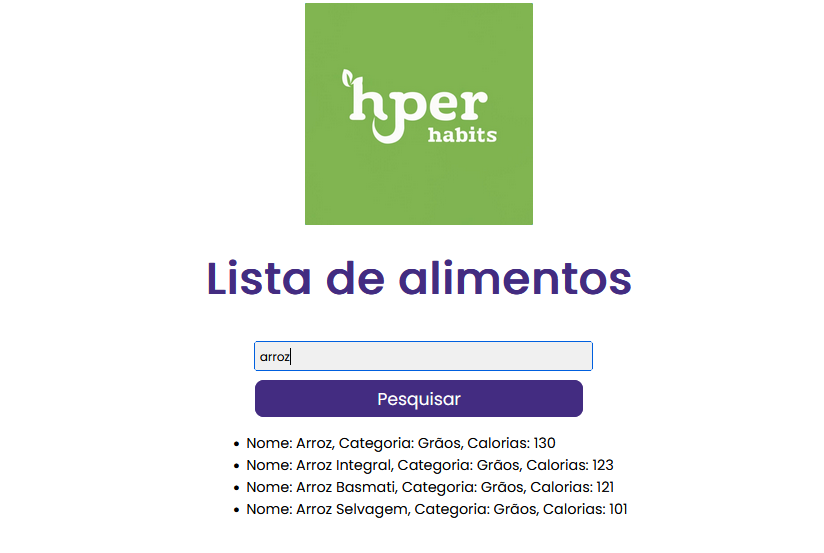 hyper
habits
Lista de alimentos
arroz
Pesquisar
Nome: Arroz, Categoria: Grãos, Calorias: 130
Nome: Arroz Integral, Categoria: Grãos, Calorias: 123
Nome: Arroz Basmati, Categoria: Grãos, Calorias: 121
Nome: Arroz Selvagem, Categoria: Grãos, Calorias: 101